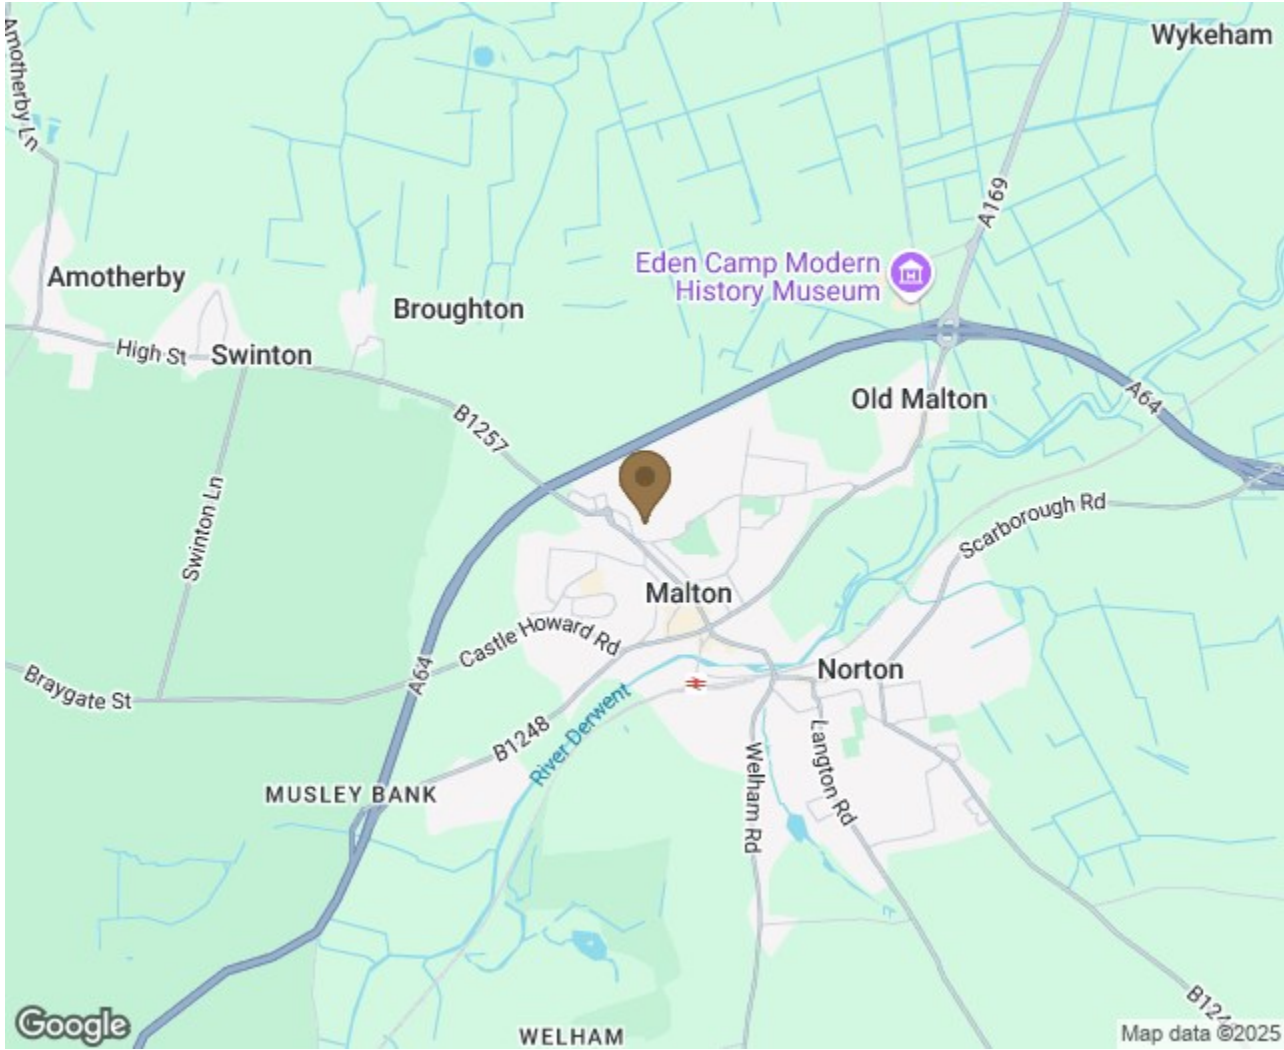 Wykeham
Amotherby Ln
A169
Eden Camp Modern
History Museum
Amotherby
Broughton
High St
Swinton
Old Malton
A64
B1257
Swinton Ln
Scarborough Rd
Malton
Castle Howard Rd
Norton
A64
Braygate St
River Derwent
B1248
Welham Rd
Langton Rd
MUSLEY BANK
Google
WELHAM
Map data ©2025